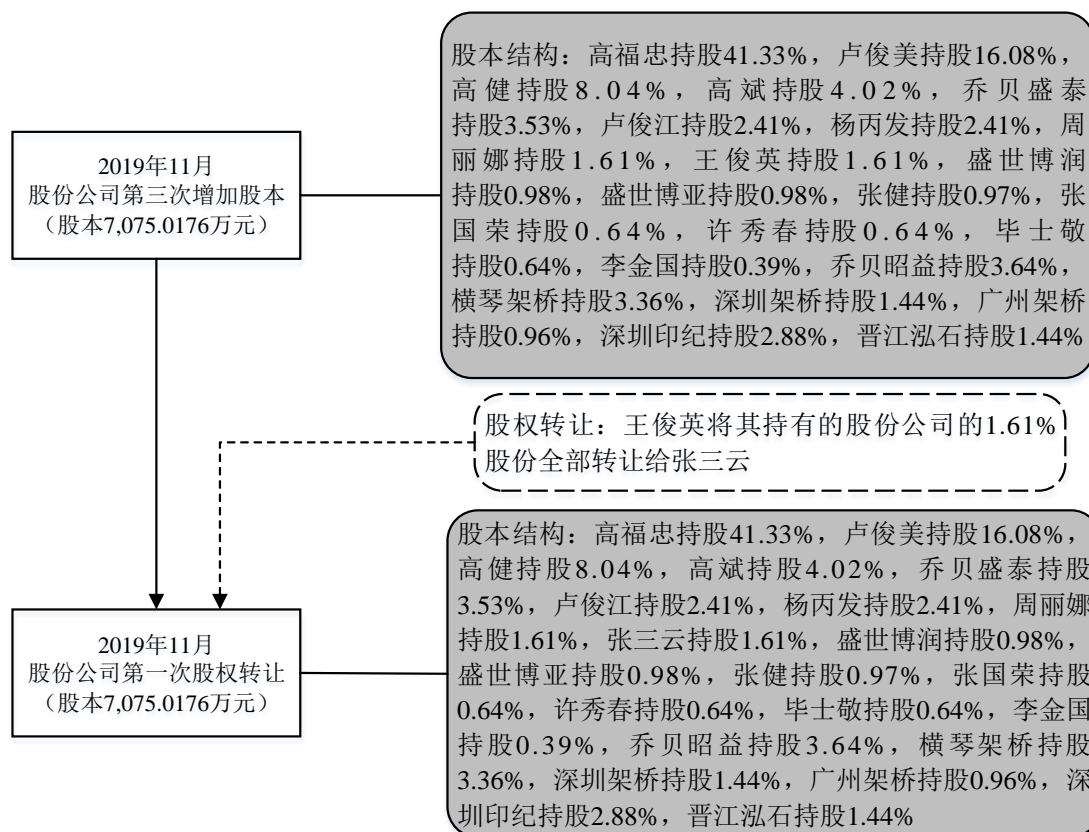 股本结构：高福忠持股41.33%，卢俊美持股16.08%，
高健持股8.04%，高斌持股4.02%，乔贝盛泰
持股3.53%，卢俊江持股2.41%，杨丙发持股2.41%，周
丽娜持股1.61%，王俊英持股1.61%，盛世博润
持股0.98%，盛世博亚持股0.98%，张健持股0.97%，张
国荣持股0.64%，许秀春持股0.64%，毕士敬
持股0.64%，李金国持股0.39%，乔贝昭益持股3.64%，
横琴架桥持股3.36%，深圳架桥持股1.44%，广州架桥
持股0.96%，深圳印纪持股2.88%，晋江泓石持股1.44%
2019年11月
股份公司第三次增加股本
（股本7,075.0176万元）
股权转让：王俊英将其持有的股份公司的1.61%
股份全部转让给张三云
股本结构：高福忠持股41.33%，卢俊美持股16.08%，
高健持股8.04%，高斌持股4.02%，乔贝盛泰持股
3.53%，卢俊江持股2.41%，杨丙发持股2.41%，周丽娜
持股1.61%，张三云持股1.61%，盛世博润持股0.98%，
盛世博亚持股0.98%，张健持股0.97%，张国荣持股
0.64%，许秀春持股0.64%，毕士敬持股0.64%，李金国
持股0.39%，乔贝昭益持股3.64%，横琴架桥持股
3.36%，深圳架桥持股1.44%，广州架桥持股0.96%，深
圳印纪持股2.88%，晋江泓石持股1.44%
2019年11月
股份公司第一次股权转让
（股本7,075.0176万元）